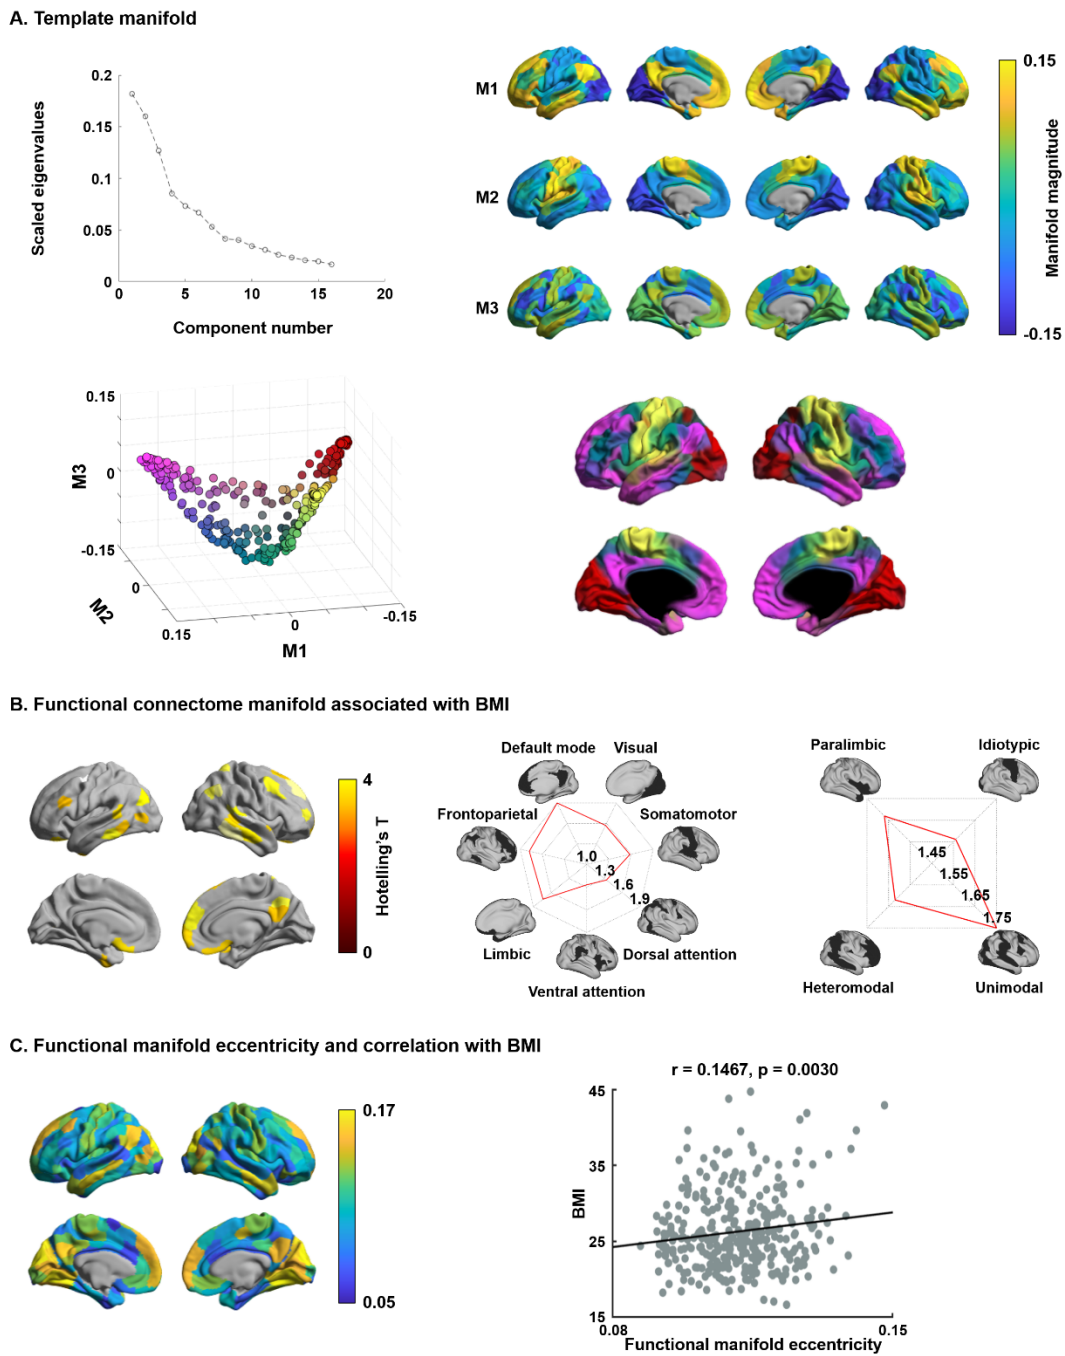 A. Template manifold
0.2
0.15
0.1
0.05
0
0
5
10
15
20
Scaled eigenvalues
Component number
M1
M2
M3
0.15
-0.15
Manifold magnitude
0.15
0
-0.15
M3
0
0.15
M2
0
-0.15
M1
B. Functional connectome manifold associated with BMI
4
0
Hotelling's T
Default mode
Visual
Frontoparietal
Somatomotor
1.0
1.3
1.6
1.9
Limbic
Dorsal attention
Ventral attention
Paralimbic
Idiotypic
1.45
1.55
1.65
1.75
Heteromodal
Unimodal
C. Functional manifold eccentricity and correlation with BMI
0.17
0.05
r = 0.1467, p = 0.0030
45
35
25
15
BMI
0.08
0.15
Functional manifold eccentricity